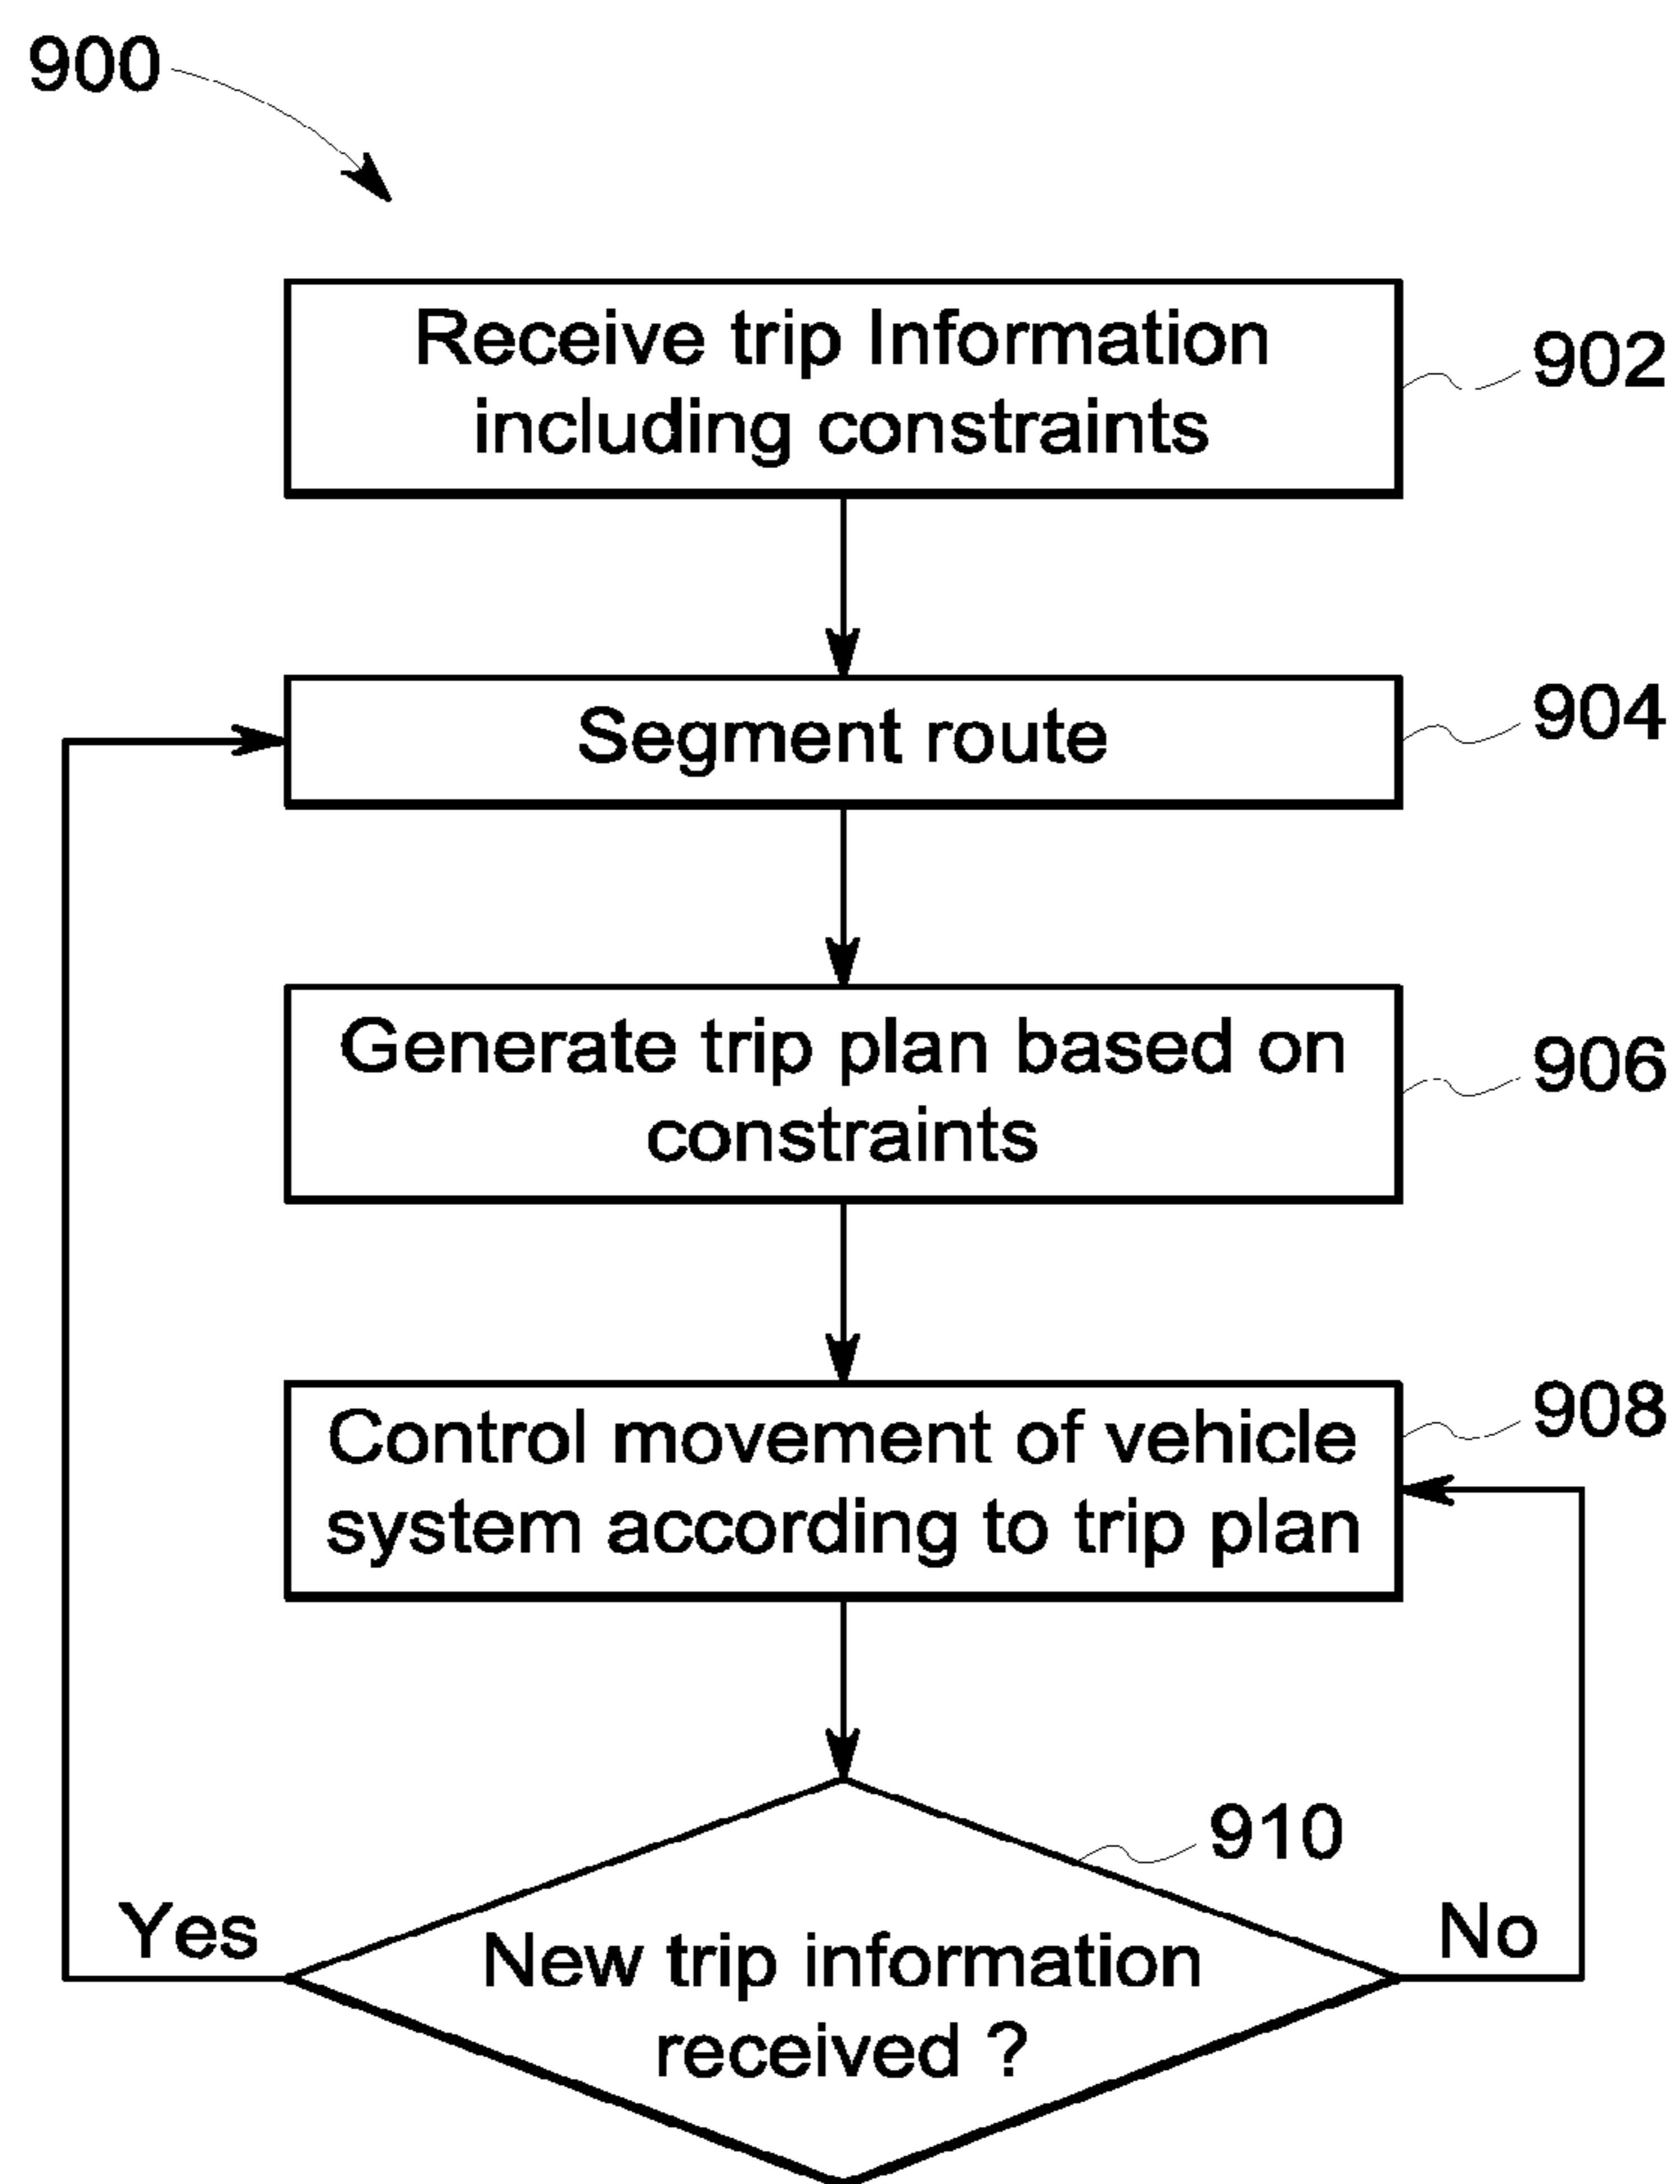 900
Receive trip Information
including constraints
902
Segment route
904
Generate trip plan based on
constraints
906
Control movement of vehicle
system according to trip plan
908
910
New trip information
received ?
Yes
No